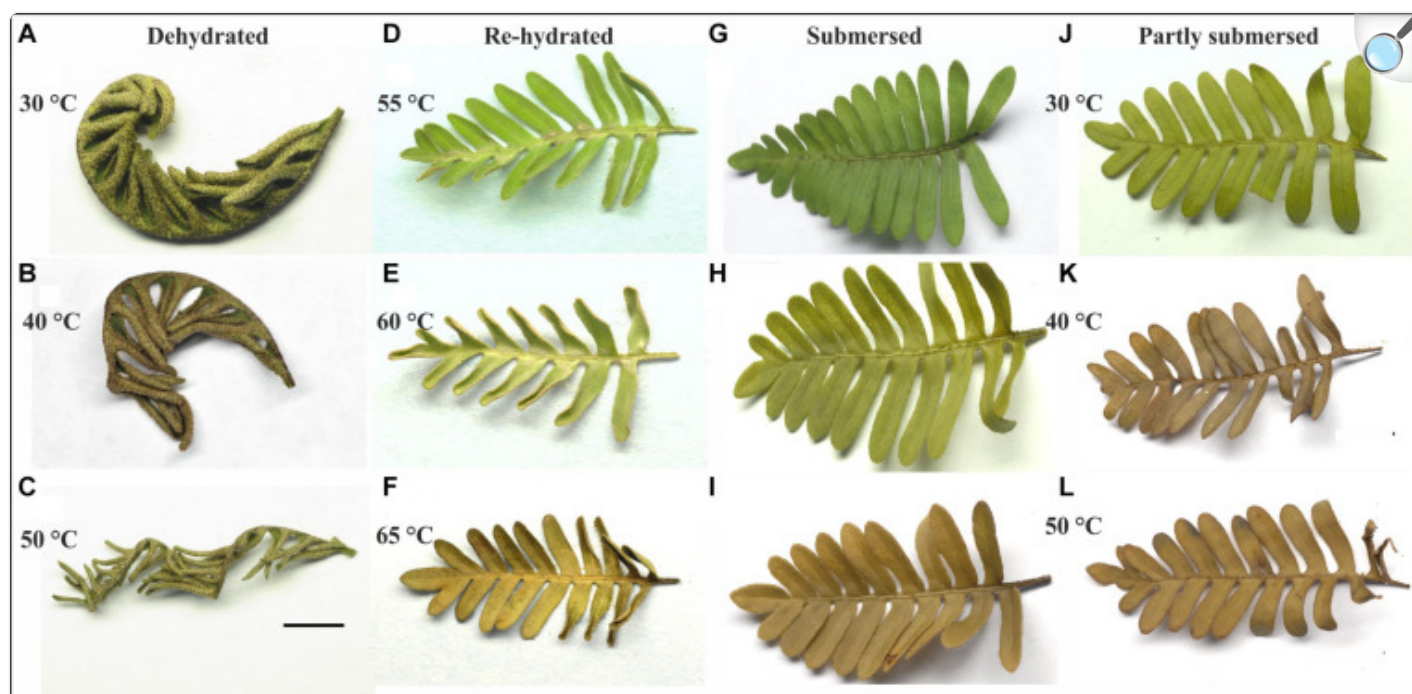 A Dehydrated D Re-hydrated G Submersed J Partly submersed
30 °C 55 °C 30 °C
B E H K
40 °C 60 °C 40 °C
C F I L
50 °C 65 °C 50 °C